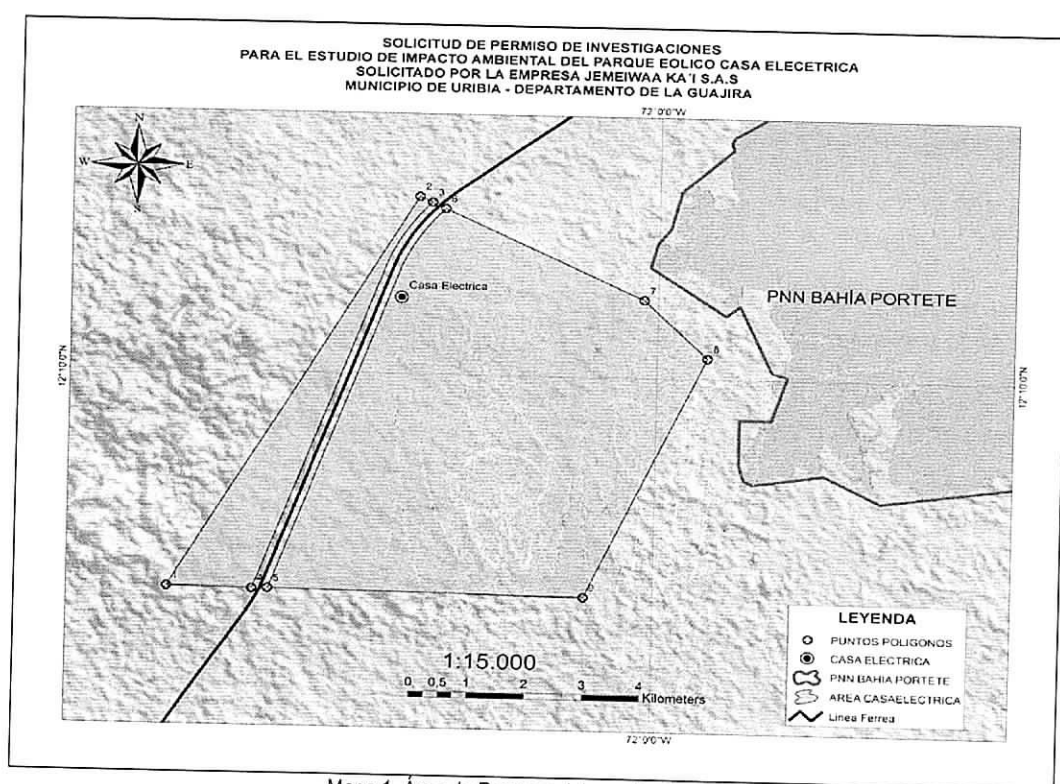 SOLICITUD DE PERMISO DE INVESTIGACIONES
PARA EL ESTUDIO DE IMPACTO AMBIENTAL DEL PARQUE EOLICO CASA ELECETRICA
SOLICITADO POR LA EMPRESA JEMEIWAA KA'I S.A.S
MUNICIPIO DE URIBIA - DEPARTAMENTO DE LA GUAJIRA
72°0'0"W
N
W
E
N
2
3
6
7
8
Casa Electrica
PNN BAHÍA PORTETE
12°10'0"N
12°10'0"N
5
1:15.000
0 0,5 1 2 3 4
Kilometers
LEYENDA
PUNTOS POLIGONOS
CASA ELECTRICA
PNN BAHIA PORTETE
AREA CASAELECTRICA
Linea Ferrea
72°0'0"W